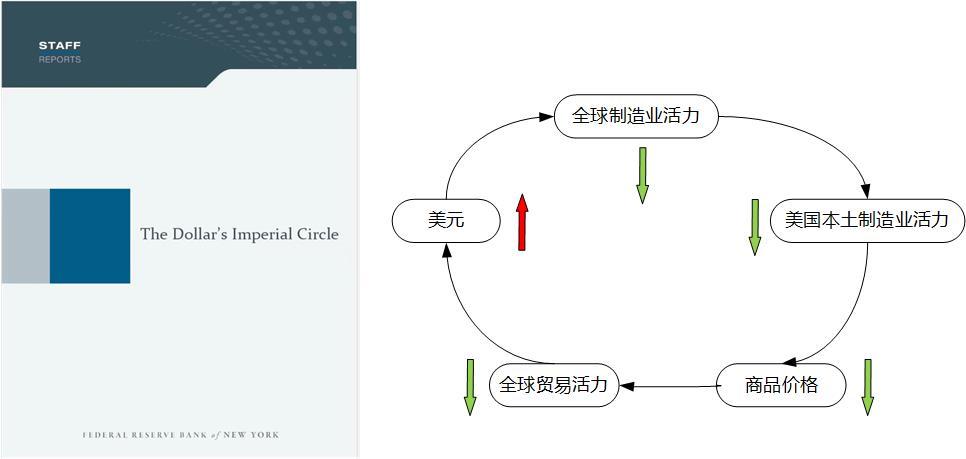 STAFF
REPORTS
The Dollar's Imperial Circle
FEDERAL RESERVE BANK of NEW YORK
全球制造业活力
美元
美国本土制造业活力
全球贸易活力
商品价格